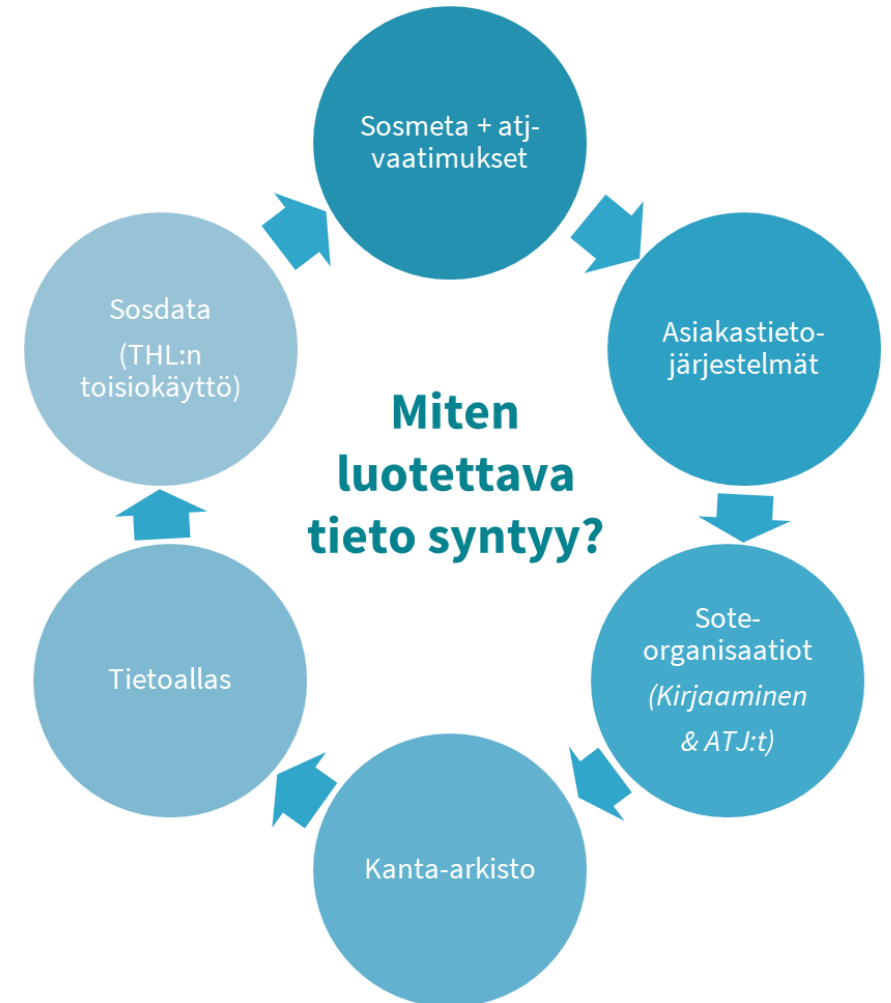 Sosmeta + atj-
vaatimukset
Asiakastieto-
järjestelmät
Sote-
organisaatiot
(Kirjaaminen
& ATJ:t)
Kanta-arkisto
Tietoallas
Sosdata
(THL:n
toisiokäyttö)
Miten
luotettava
tieto syntyy?